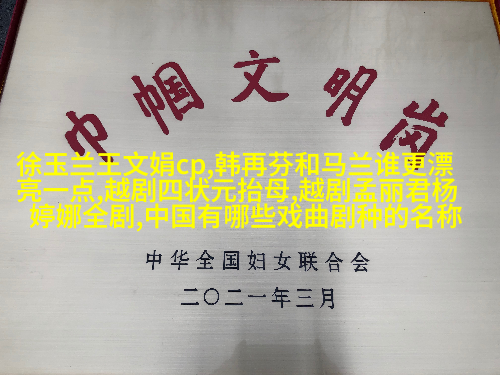 巾帼文明岗
徐玉兰王文娟cp,韩再芬和马兰谁更漂
亮一点,越剧四状元抬母,越剧孟丽君杨
婷娜全剧,中国有哪些戏曲剧种的名称
中华全国妇女联合会
二〇二一年三月